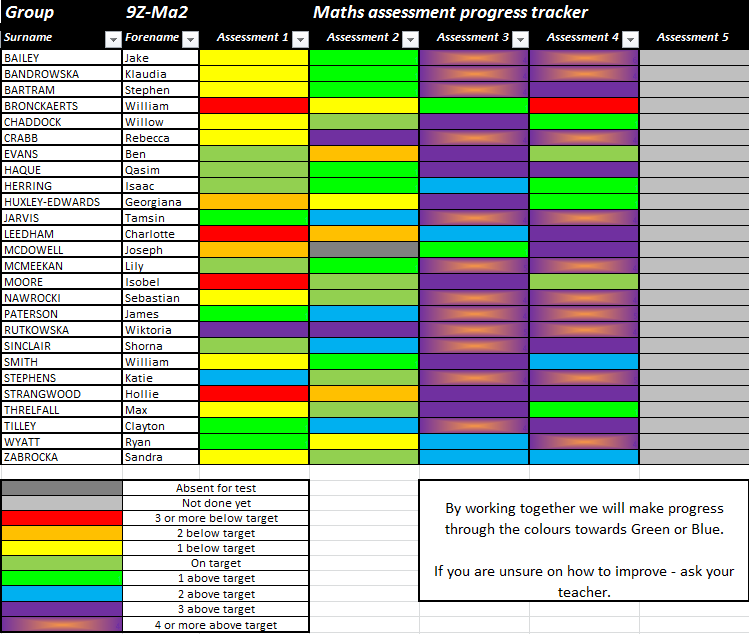 Group 9Z-Ma2 Maths assessment progress tracker
Surname Forename Assessment 1 Assessment 2 Assessment 3 Assessment 4 Assessment 5
BAILEY Jake
BANDROWSKA Klaudia
BARTRAM Stephen
BRONCKAERTS William
CHADDOCK Willow
CRABB Rebecca
EVANS Ben
HAQUE Qasim
HERRING Isaac
HUXLEY-EDWARDS Georgiana
JARVIS Tamsin
LEEDHAM Charlotte
MCDOWELL Joseph
MCMEEKAN Lily
MOORE Isobel
NAWROCKI Sebastian
PATERSON James
RUTKOWSKA Wiktoria
SINCLAIR Shorna
SMITH William
STEPHENS Katie
STRANGWOOD Hollie
THRELFALL Max
TILLEY Clayton
WYATT Ryan
ZABROCKA Sandra
Absent for test
Not done yet
3 or more below target
2 below target
1 below target
On target
1 above target
2 above target
3 above target
4 or more above target
By working together we will make progress
through the colours towards Green or Blue.
If you are unsure on how to improve - ask your
teacher.